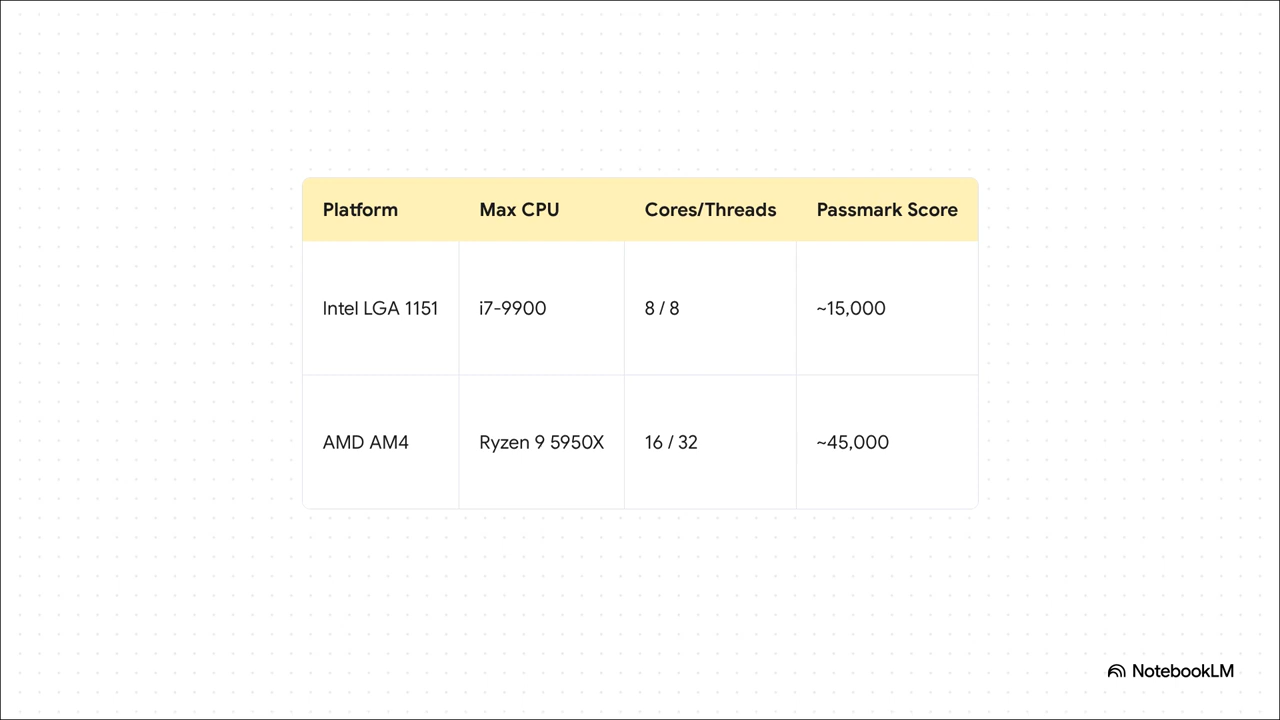 Platform Max CPU Cores/Threads Passmark Score
Intel LGA 1151 i7-9900 8 / 8 ~15,000
AMD AM4 Ryzen 9 5950X 16 / 32 ~45,000
NotebookLM